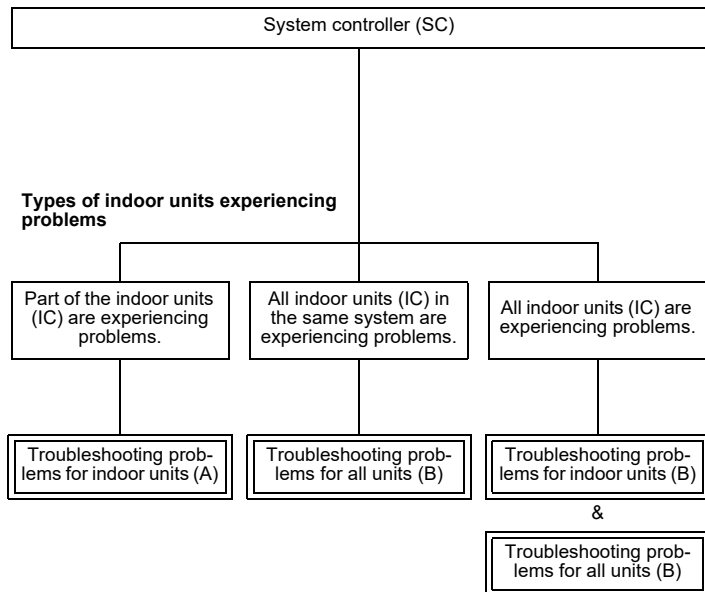 System controller (SC)
Types of indoor units experiencing
problems
Part of the indoor units
(IC) are experiencing
problems.
All indoor units (IC) in
the same system are
experiencing problems.
All indoor units (IC) are
experiencing problems.
Troubleshooting prob-
lems for indoor units (A)
Troubleshooting prob-
lems for all units (B)
Troubleshooting prob-
lems for indoor units (B)
&
Troubleshooting prob-
lems for all units (B)